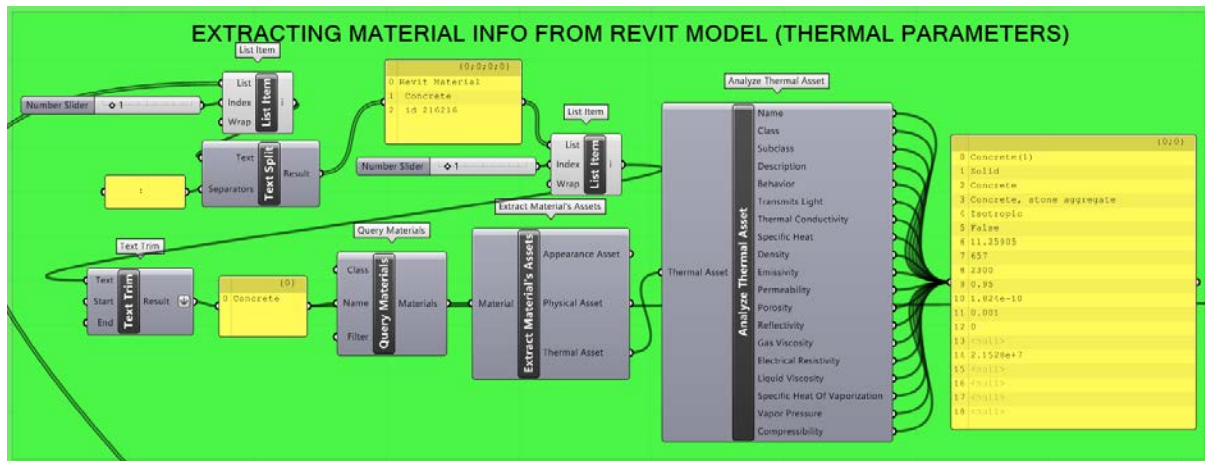 EXTRACTING MATERIAL INFO FROM REVIT MODEL (THERMAL PARAMETERS)
List Item
List
Index
Wrap
List Item
i
Number Slider
1
Text
Separators
Text Split
Result
:
{0;0;0;0}
0 Revit Material
1 Concrete
2 id 216216
Number Slider
1
List Item
List
Index
Wrap
List Item
i
Text Trim
Text
Start
End
Text Trim
Result
{0}
0 Concrete
Query Materials
Class
Name
Filter
Query Materials
Materials
Extract Material's Assets
Material
Extract Material's Assets
Appearance Asset
Physical Asset
Thermal Asset
Analyze Thermal Asset
Thermal Asset
Analyze Thermal Asset
Name
Class
Subclass
Description
Behavior
Transmits Light
Thermal Conductivity
Specific Heat
Density
Emissivity
Permeability
Porosity
Reflectivity
Gas Viscosity
Electrical Resistivity
Liquid Viscosity
Specific Heat Of Vaporization
Vapor Pressure
Compressibility
{0;0}
0 Concrete(1)
1 Solid
2 Concrete
3 Concrete, stone aggregate
4 Isotropic
5 False
6 11.25905
7 657
8 2300
9 0.95
10 1.824e-10
11 0.001
12 0
13 <null>
14 2.1528e+7
15 <null>
16 <null>
17 <null>
18 <null>